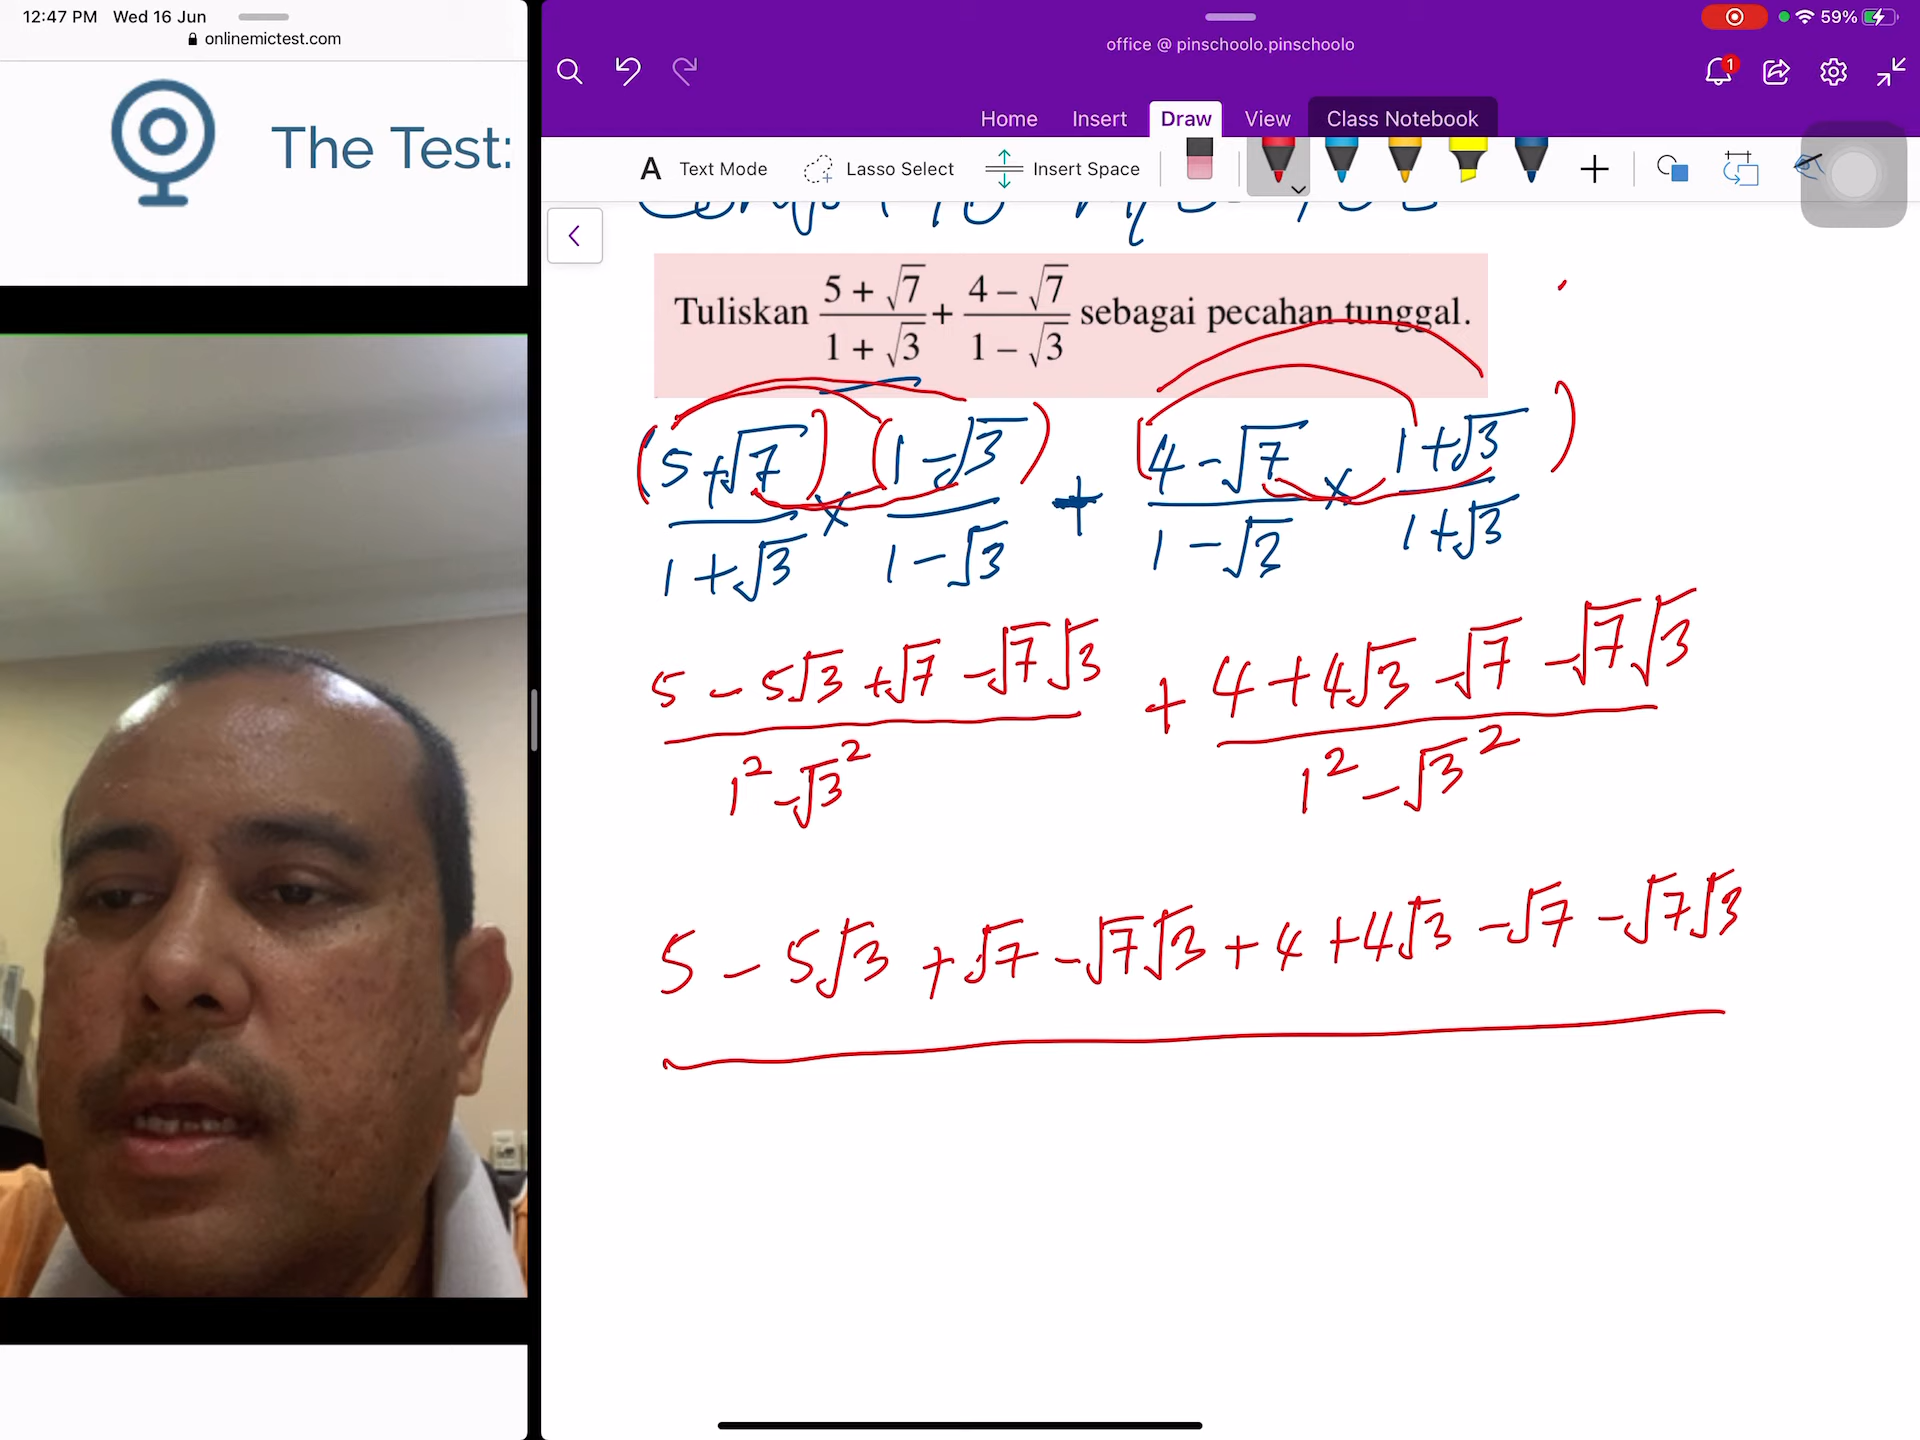 12:47 PM Wed 16 Jun
onlinemictest.com
The Test:
59%
office @ pinschoolo.pinschoolo
1
Home Insert Draw View Class Notebook
A Text Mode Lasso Select Insert Space
Tuliskan (5 + √7)/(1 + √3) + (4 – √7)/(1 – √3) sebagai pecahan tunggal.
(5+√7)/(1+√3) × (1-√3)/(1-√3) + (4-√7)/(1-√3) × (1+√3)/(1+√3)
(5 - 5√3 + √7 - √7√3)/(1² - √3²) + (4 + 4√3 - √7 - √7√3)/(1² - √3²)
5 - 5√3 + √7 - √7√3 + 4 + 4√3 - √7 - √7√3